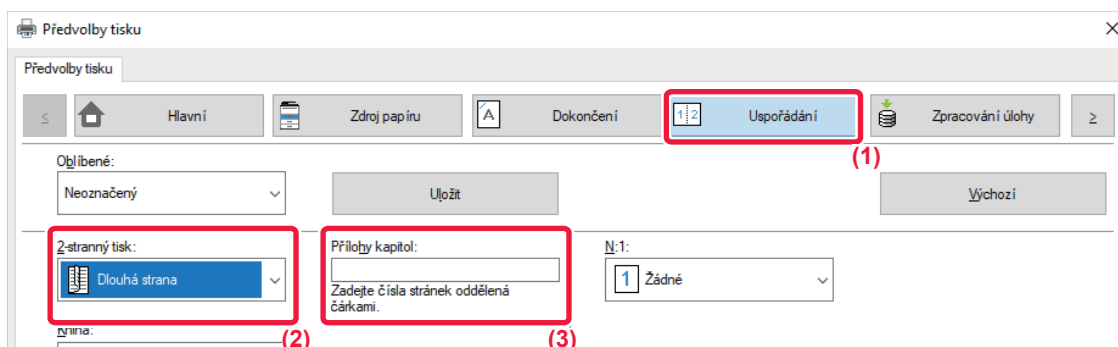 Předvolby tisku
Předvolby tisku
< Hlavní Zdroj papíru Dokončení Uspořádání Zpracování úlohy >
(1)
Oblíbené:
Neoznačený Uložit Výchozí
2-stranný tisk: Přílohy kapitol: N:1:
Dlouhá strana 1 Žádné
Zadejte čísla stránek oddělená
čárkami.
Kniha: (2) (3)